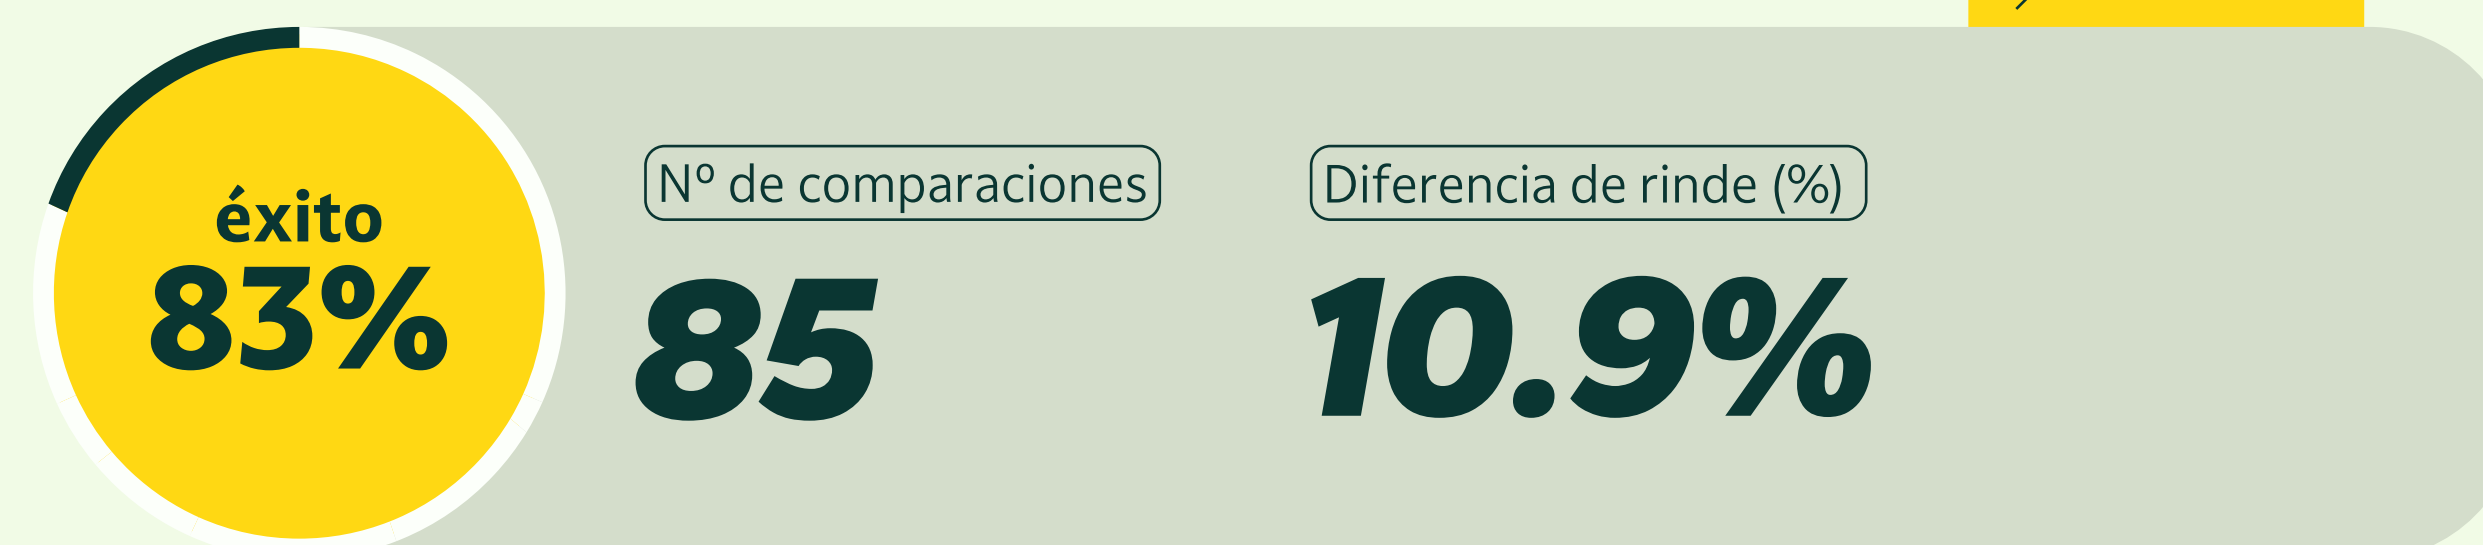 éxito
83%
Nº de comparaciones
85
Diferencia de rinde (%)
10.9%